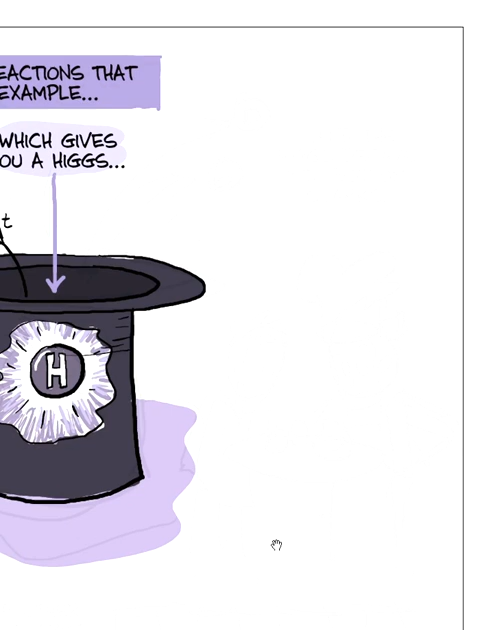 EACTIONS THAT
EXAMPLE...
WHICH GIVES
OU A HIGGS...
t
H